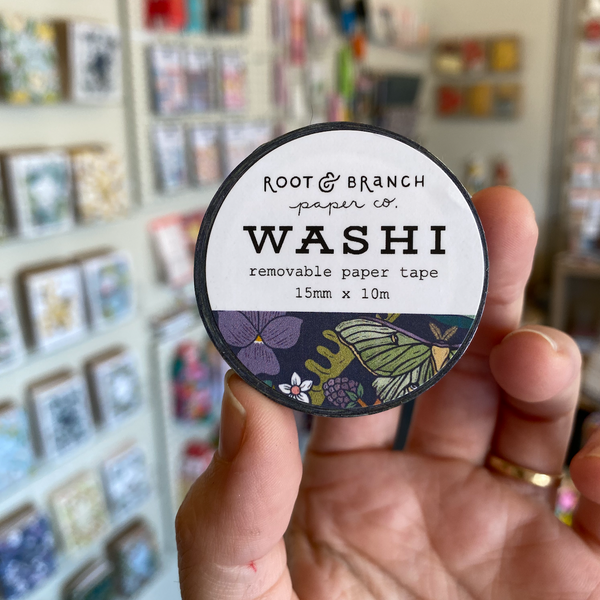 ROOT & BRANCH
paper co.
WASHI
removable paper tape
15mm x 10m